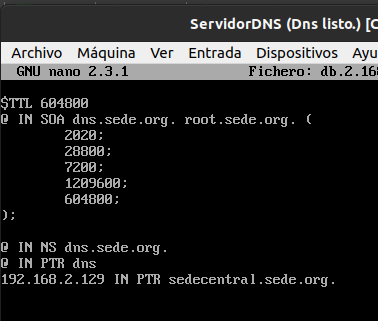 ServidorDNS (Dns listo.) [C
Archivo Máquina Ver Entrada Dispositivos Ayuda
GNU nano 2.3.1 Fichero: db.2.168
$TTL 604800
@ IN SOA dns.sede.org. root.sede.org. (
2020;
28800;
7200;
1209600;
604800;
);
@ IN NS dns.sede.org.
@ IN PTR dns
192.168.2.129 IN PTR sedecentral.sede.org.